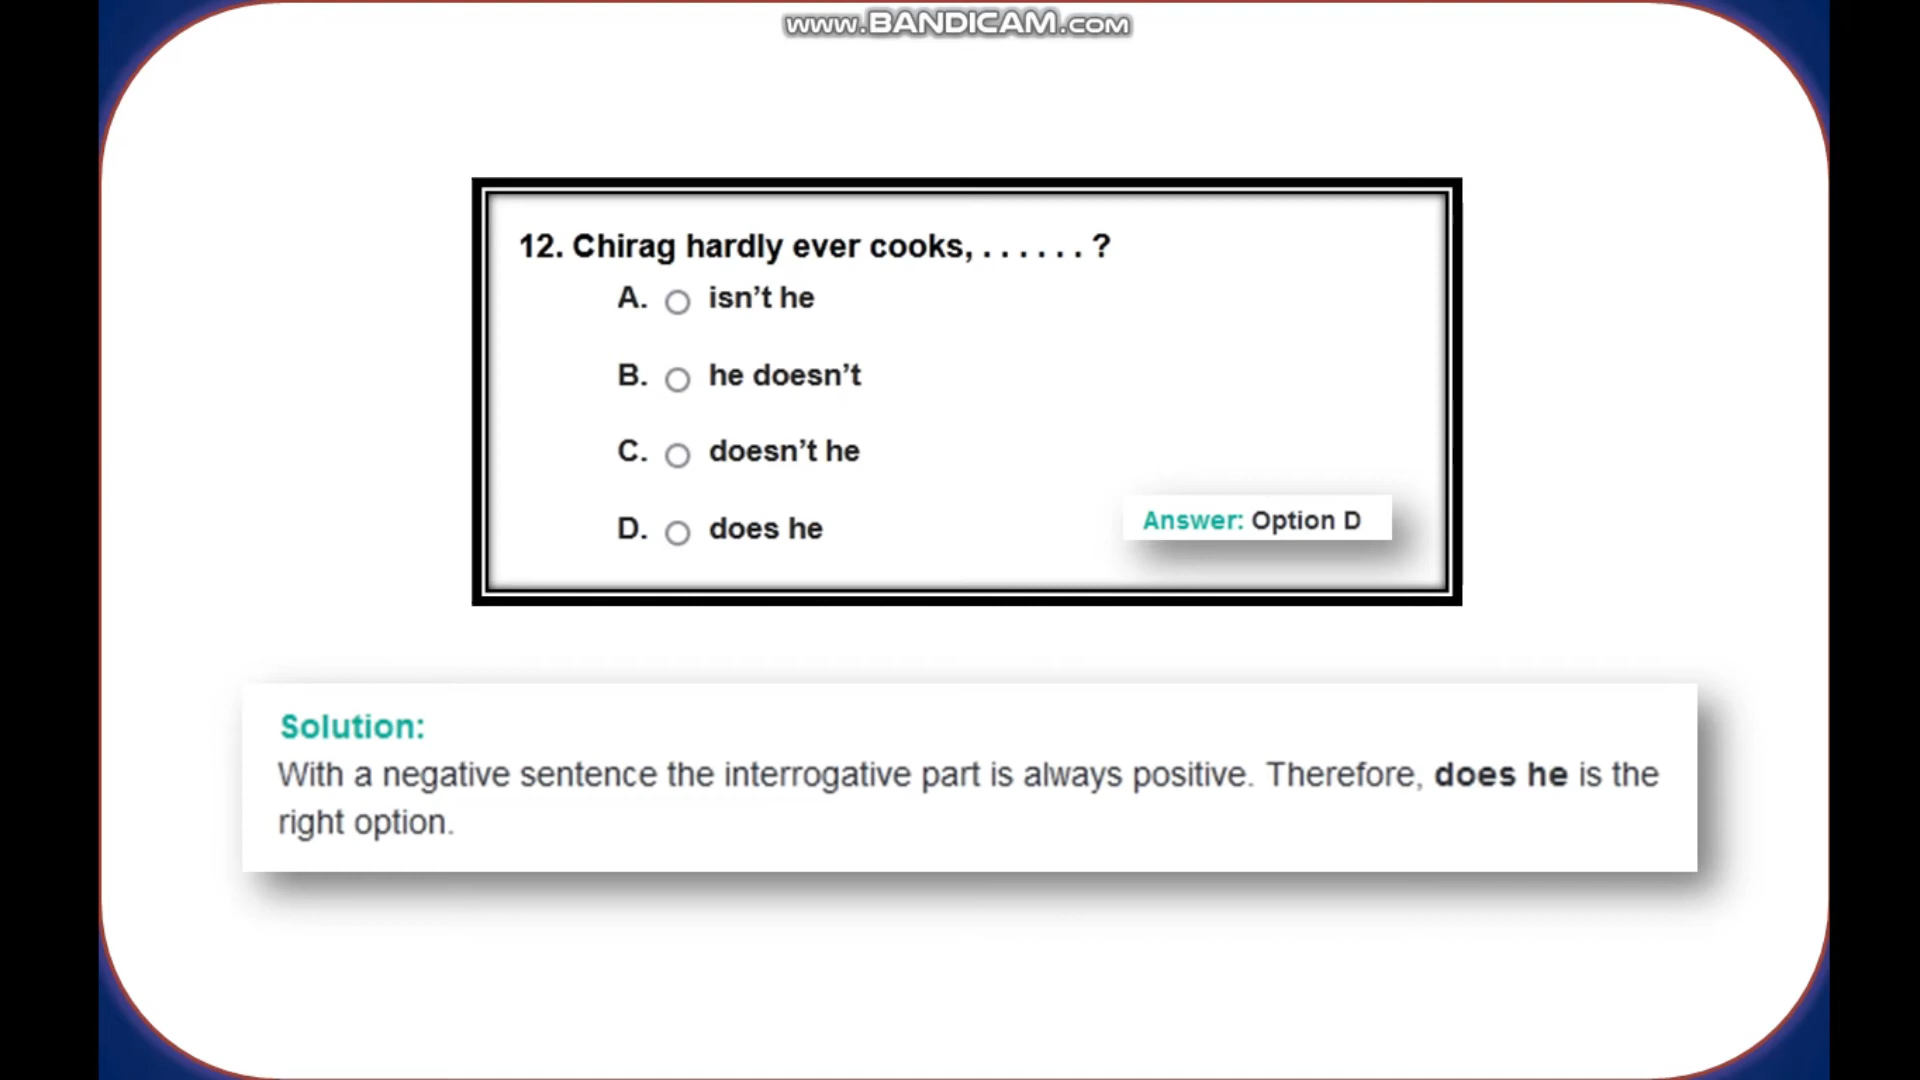 www.BANDICAM.com
12. Chirag hardly ever cooks, . . . . . . ?
A. isn’t he
B. he doesn’t
C. doesn’t he
D. does he
Answer: Option D
Solution:
With a negative sentence the interrogative part is always positive. Therefore, does he is the
right option.